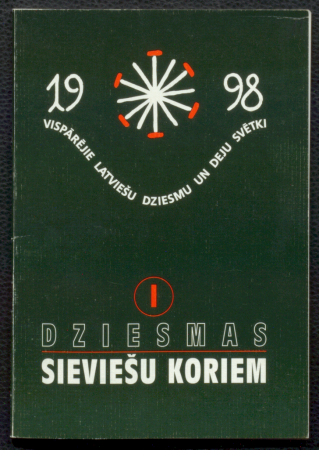 19 98
VISPĀRĒJIE LATVIEŠU DZIESMU UN DEJU SVĒTKI
I
DZIESMAS
SIEVIEŠU KORIEM